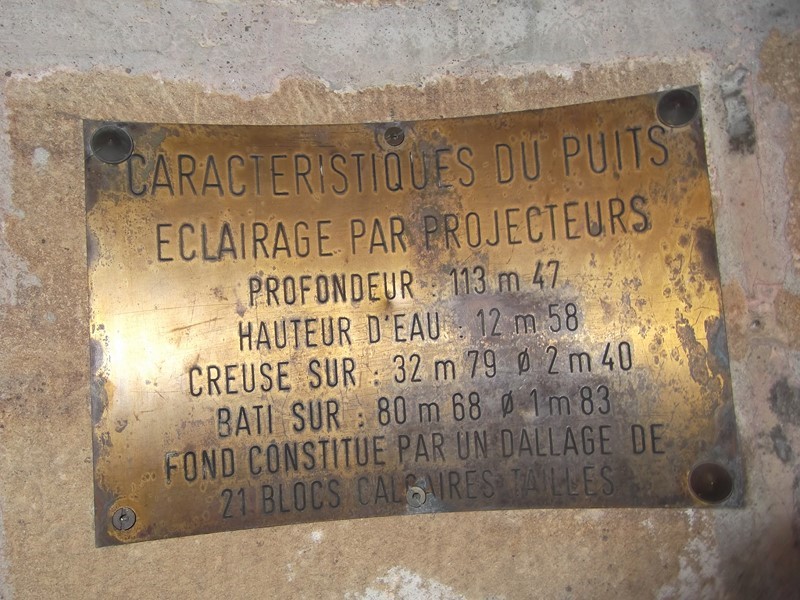 CARACTERISTIQUES DU PUITS
ECLAIRAGE PAR PROJECTEURS
PROFONDEUR : 113 m 47
HAUTEUR D'EAU : 12 m 58
CREUSE SUR : 32 m 79 Ø 2 m 40
BATI SUR : 80 m 68 Ø 1 m 83
FOND CONSTITUE PAR UN DALLAGE DE
21 BLOCS CALCAIRES TAILLES